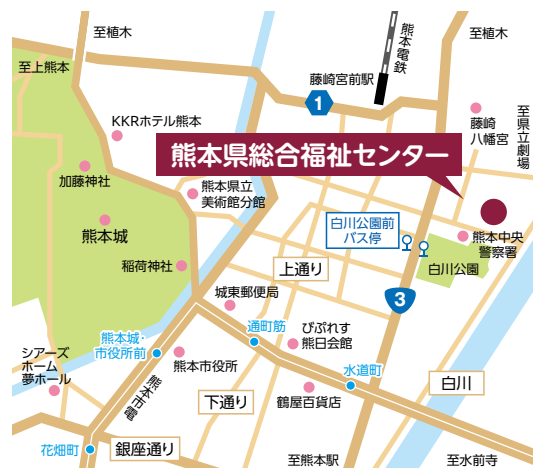 至植木
至植木
熊本電鉄
至上熊本
藤崎宮前駅
1
藤崎
八幡宮
至県立劇場
KKRホテル熊本
熊本県総合福祉センター
加藤神社
熊本県立
美術館分館
熊本城
白川公園前
バス停
熊本中央
警察署
稲荷神社
上通り
白川公園
城東郵便局
3
熊本城・
市役所前
通町筋
びぷれす
熊日会館
シアーズ
ホーム
夢ホール
熊本市役所
熊本市電
水道町
白川
下通り
鶴屋百貨店
花畑町
銀座通り
至熊本駅
至水前寺